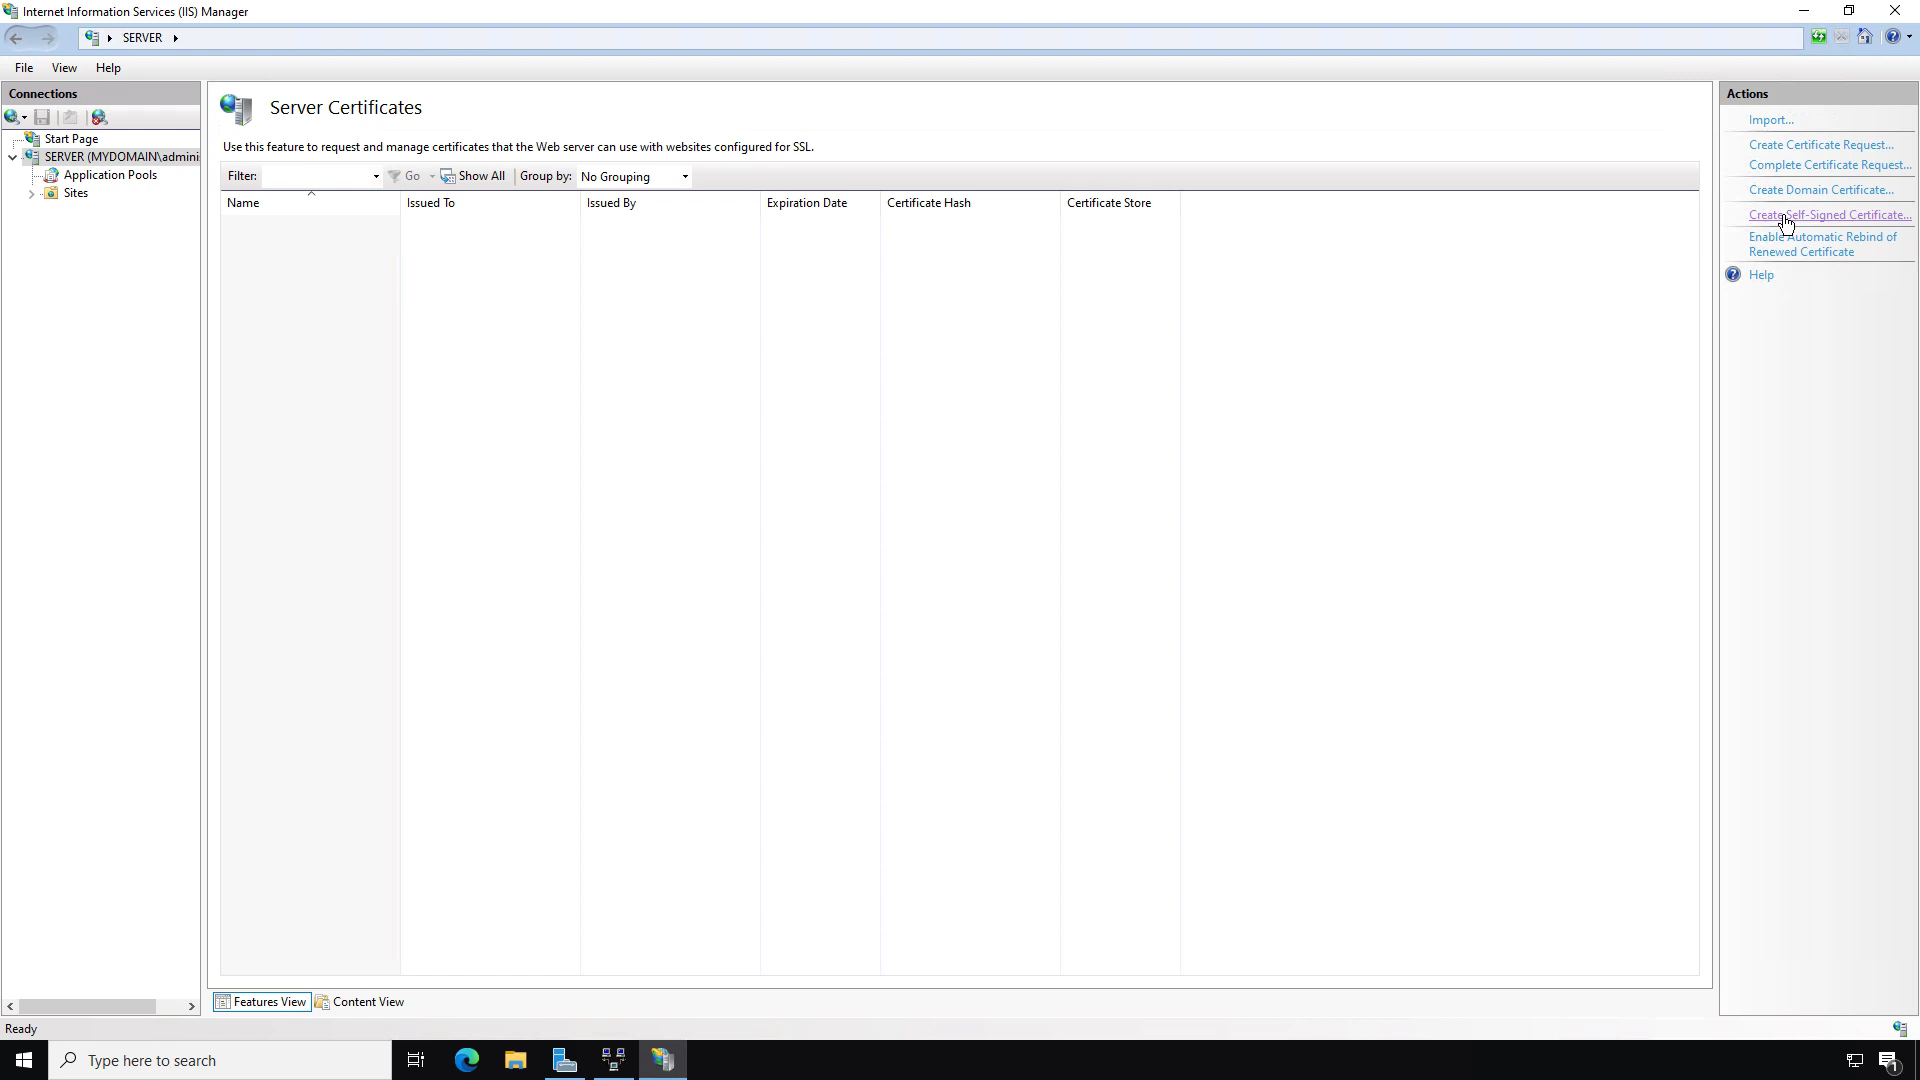 Internet Information Services (IIS) Manager
SERVER
File View Help
Connections
Start Page
SERVER (MYDOMAIN\admini
Application Pools
Sites
Server Certificates
Use this feature to request and manage certificates that the Web server can use with websites configured for SSL.
Filter: Go Show All Group by: No Grouping
Name Issued To Issued By Expiration Date Certificate Hash Certificate Store
Features View Content View
Actions
Import...
Create Certificate Request...
Complete Certificate Request...
Create Domain Certificate...
Create Self-Signed Certificate...
Enable Automatic Rebind of
Renewed Certificate
Help
Ready
Type here to search
1